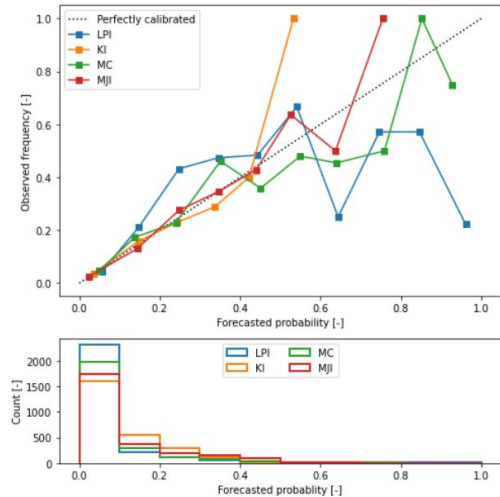 Perfectly calibrated
LPI
KI
MC
MJI
1.0
0.8
0.6
0.4
0.2
0.0
Observed frequency [-]
0.0 0.2 0.4 0.6 0.8 1.0
Forecasted probability [-]
LPI MC
KI MJI
2000
1500
1000
500
0
Count [-]
0.0 0.2 0.4 0.6 0.8 1.0
Forecasted probablity [-]